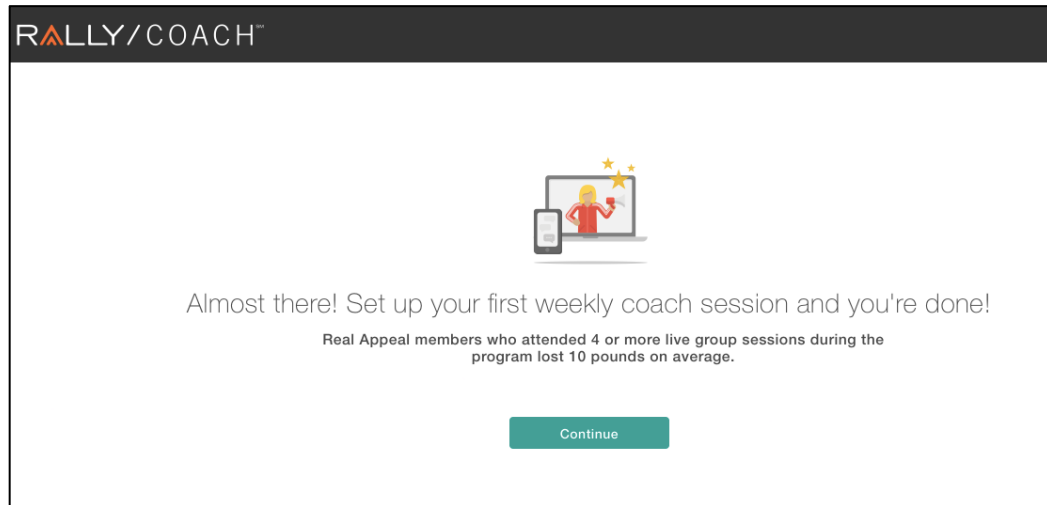 RALLY/COACH℠
Almost there! Set up your first weekly coach session and you're done!
Real Appeal members who attended 4 or more live group sessions during the
program lost 10 pounds on average.
Continue